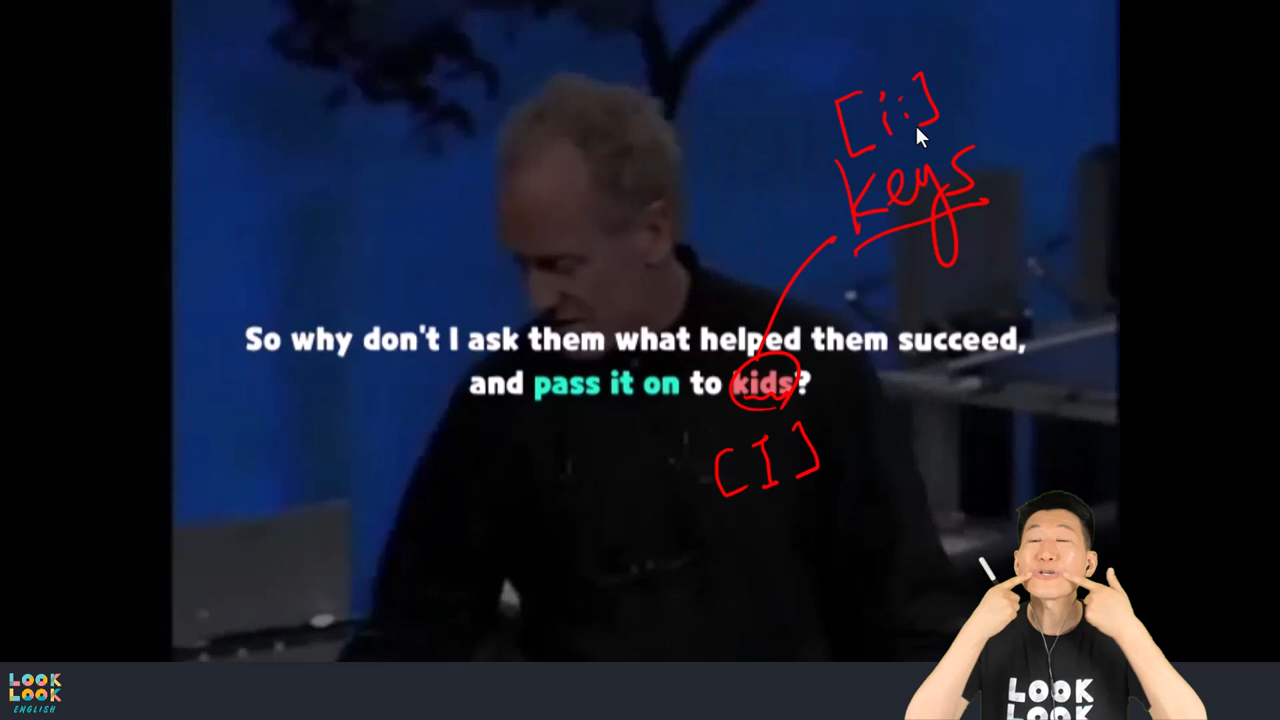 [i:]
keys
So why don't I ask them what helped them succeed,
and pass it on to kids?
[I]
LOOK
LOOK
ENGLISH
LOOK
LOOK